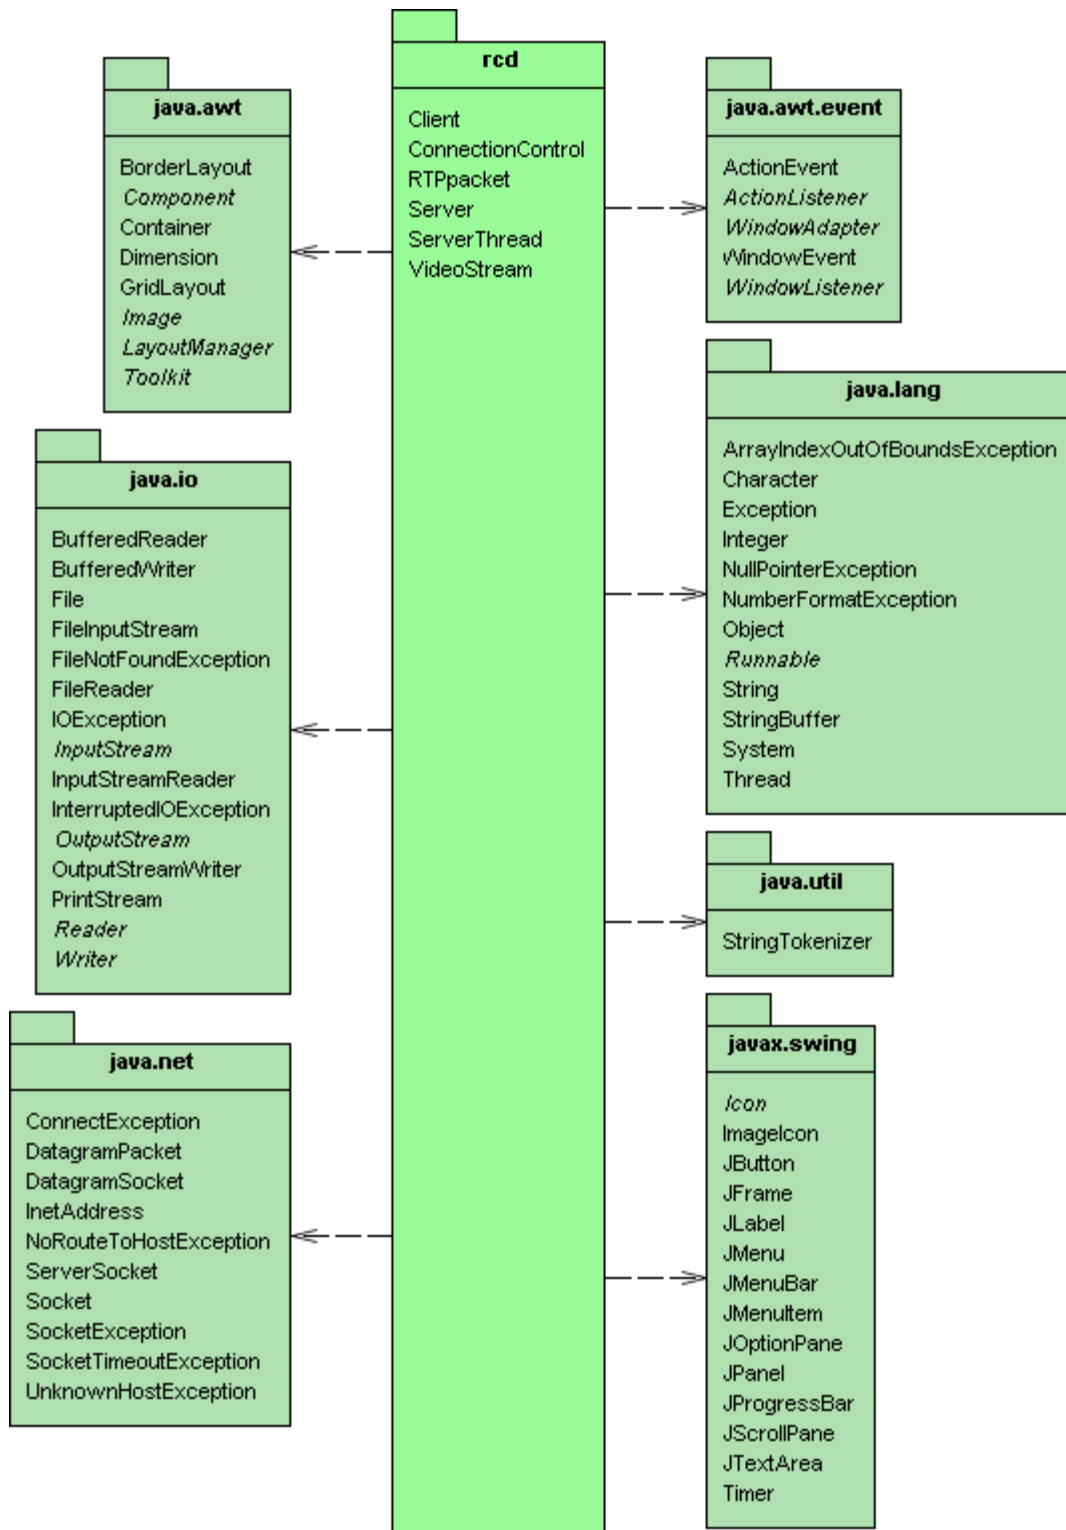 rcd
Client
ConnectionControl
RTPpacket
Server
ServerThread
VideoStream
java.awt
BorderLayout
Component
Container
Dimension
GridLayout
Image
LayoutManager
Toolkit
java.io
BufferedReader
BufferedWriter
File
FileInputStream
FileNotFoundException
FileReader
IOException
InputStream
InputStreamReader
InterruptedIOException
OutputStream
OutputStreamWriter
PrintStream
Reader
Writer
java.net
ConnectException
DatagramPacket
DatagramSocket
InetAddress
NoRouteToHostException
ServerSocket
Socket
SocketException
SocketTimeoutException
UnknownHostException
java.awt.event
ActionEvent
ActionListener
WindowAdapter
WindowEvent
WindowListener
java.lang
ArrayIndexOutOfBoundsException
Character
Exception
Integer
NullPointerException
NumberFormatException
Object
Runnable
String
StringBuffer
System
Thread
java.util
StringTokenizer
javax.swing
Icon
ImageIcon
JButton
JFrame
JLabel
JMenu
JMenuBar
JMenuItem
JOptionPane
JPanel
JProgressBar
JScrollPane
JTextArea
Timer